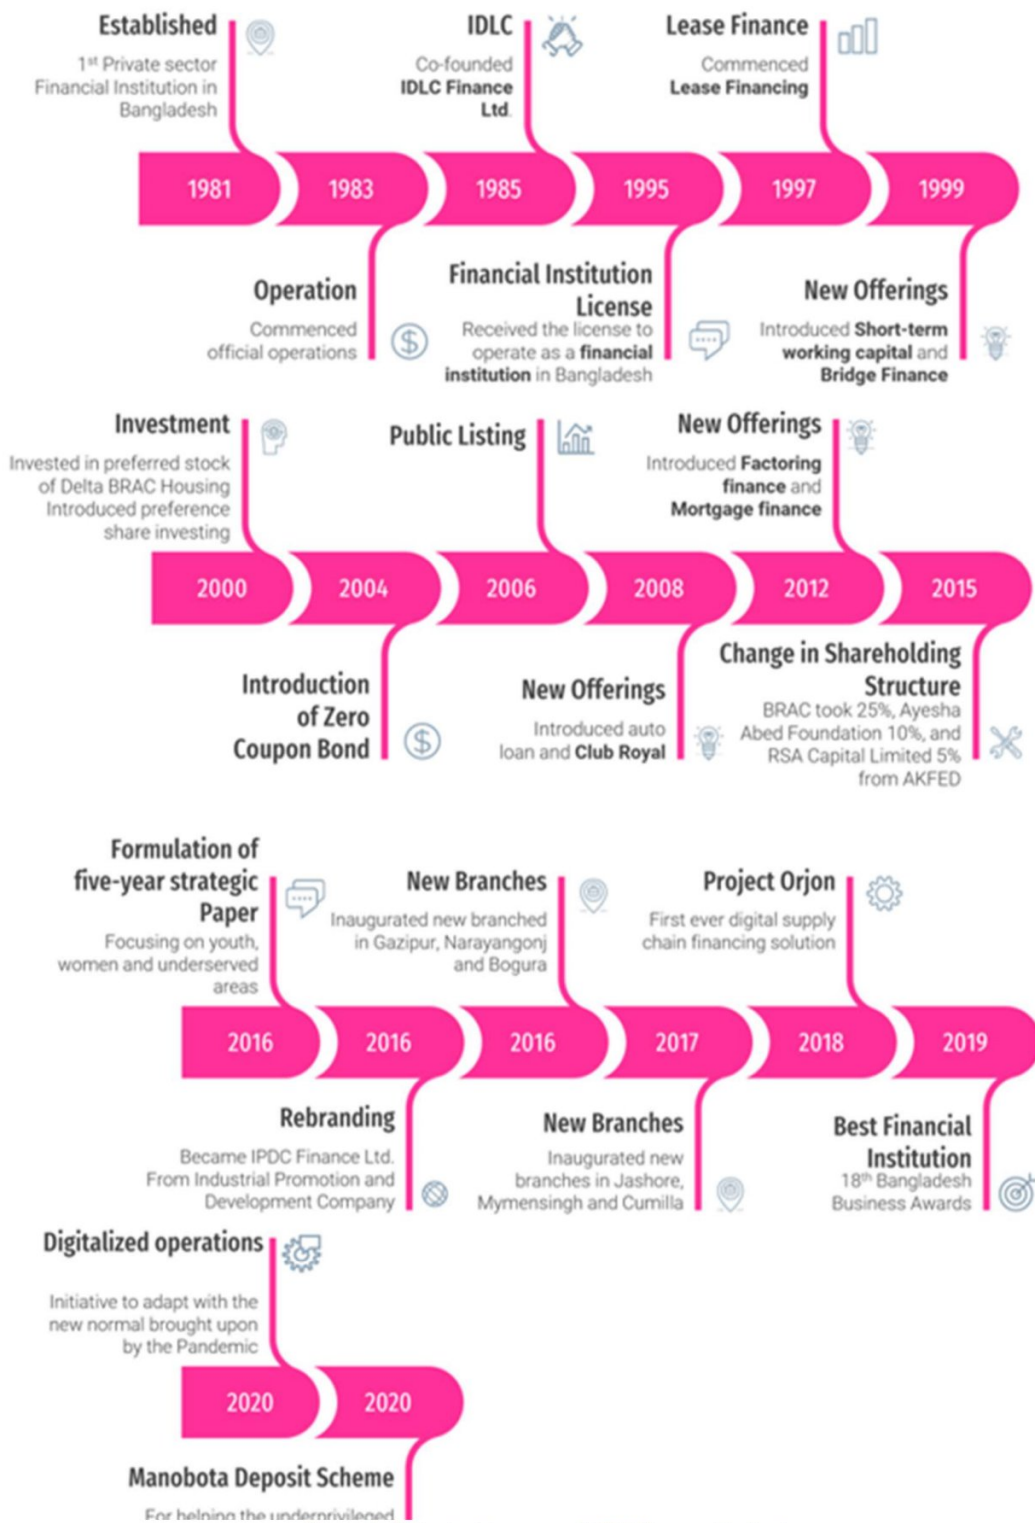 Established
1st Private sector
Financial Institution in
Bangladesh
IDLC
Co-founded
IDLC Finance
Ltd.
Lease Finance
Commenced
Lease Financing
1981
1983
1985
1995
1997
1999
Operation
Commenced
official operations
Financial Institution
License
Received the license to
operate as a financial
institution in Bangladesh
New Offerings
Introduced Short-term
working capital and
Bridge Finance
Investment
Invested in preferred stock
of Delta BRAC Housing
Introduced preference
share investing
Public Listing
New Offerings
Introduced Factoring
finance and
Mortgage finance
2000
2004
2006
2008
2012
2015
Introduction
of Zero
Coupon Bond
New Offerings
Introduced auto
loan and Club Royal
Change in Shareholding
Structure
BRAC took 25%, Ayesha
Abed Foundation 10%, and
RSA Capital Limited 5%
from AKFED
Formulation of
five-year strategic
Paper
Focusing on youth,
women and underserved
areas
New Branches
Inaugurated new branched
in Gazipur, Narayangonj
and Bogura
Project Orjon
First ever digital supply
chain financing solution
2016
2016
2016
2017
2018
2019
Rebranding
Became IPDC Finance Ltd.
From Industrial Promotion and
Development Company
New Branches
Inaugurated new
branches in Jashore,
Mymensingh and Cumilla
Best Financial
Institution
18th Bangladesh
Business Awards
Digitalized operations
Initiative to adapt with the
new normal brought upon
by the Pandemic
2020
2020
Manobota Deposit Scheme
For helping the underprivileged